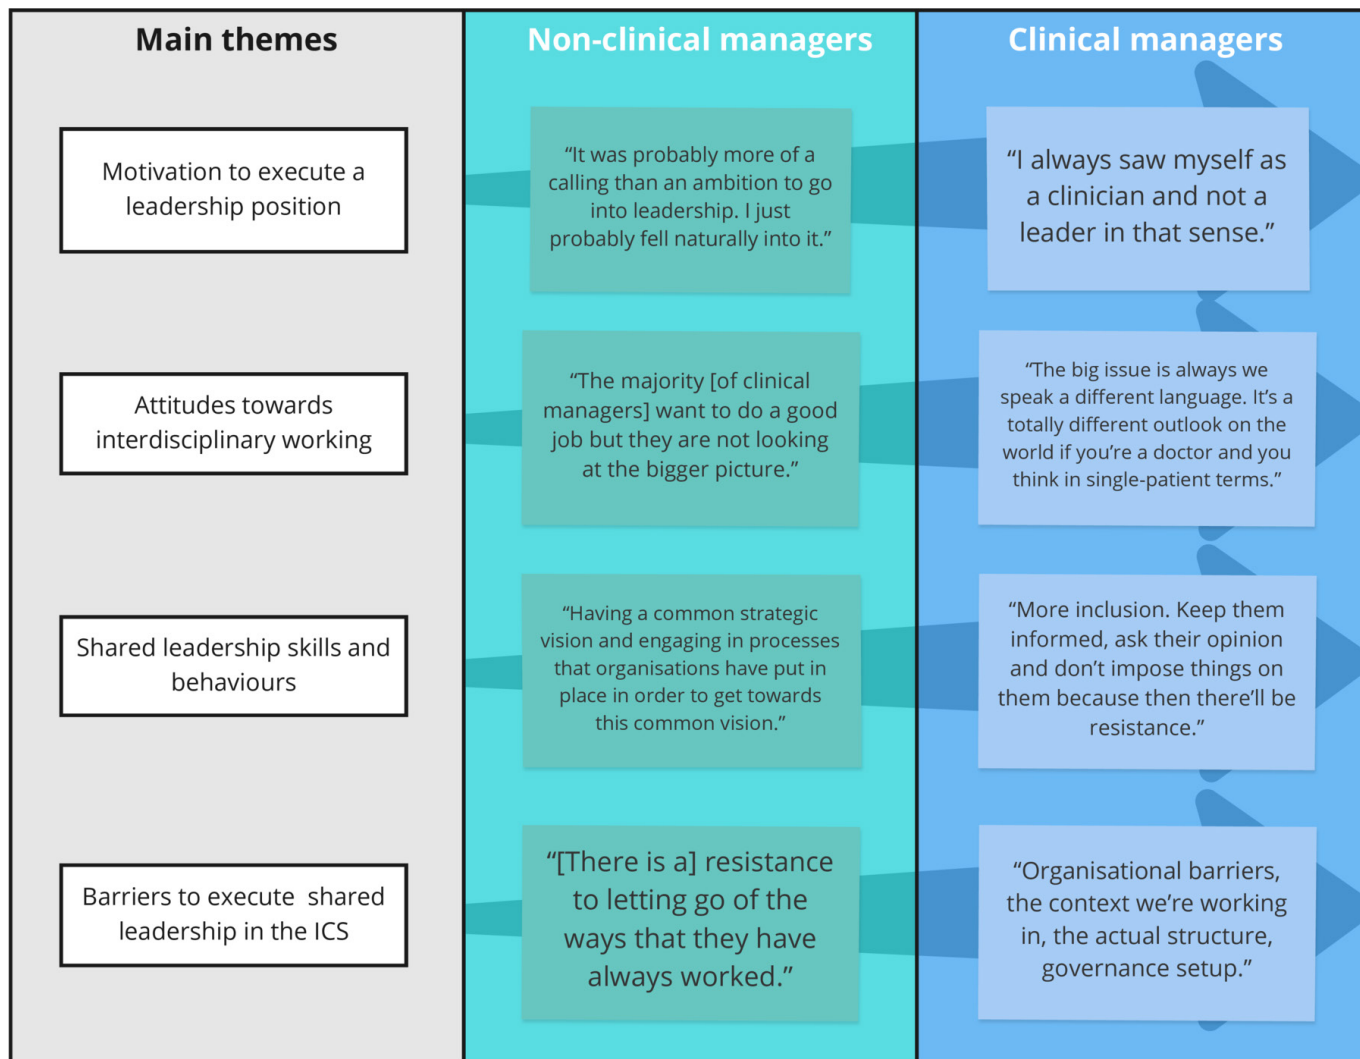 Main themes
Non-clinical managers
Clinical managers
Motivation to execute a
leadership position
“It was probably more of a
calling than an ambition to go
into leadership. I just
probably fell naturally into it.”
“I always saw myself as
a clinician and not a
leader in that sense.”
Attitudes towards
interdisciplinary working
“The majority [of clinical
managers] want to do a good
job but they are not looking
at the bigger picture.”
“The big issue is always we
speak a different language. It’s a
totally different outlook on the
world if you’re a doctor and you
think in single-patient terms.”
Shared leadership skills and
behaviours
“Having a common strategic
vision and engaging in processes
that organisations have put in
place in order to get towards
this common vision.”
“More inclusion. Keep them
informed, ask their opinion
and don’t impose things on
them because then there’ll be
resistance.”
Barriers to execute shared
leadership in the ICS
“[There is a] resistance
to letting go of the
ways that they have
always worked.”
“Organisational barriers,
the context we’re working
in, the actual structure,
governance setup.”